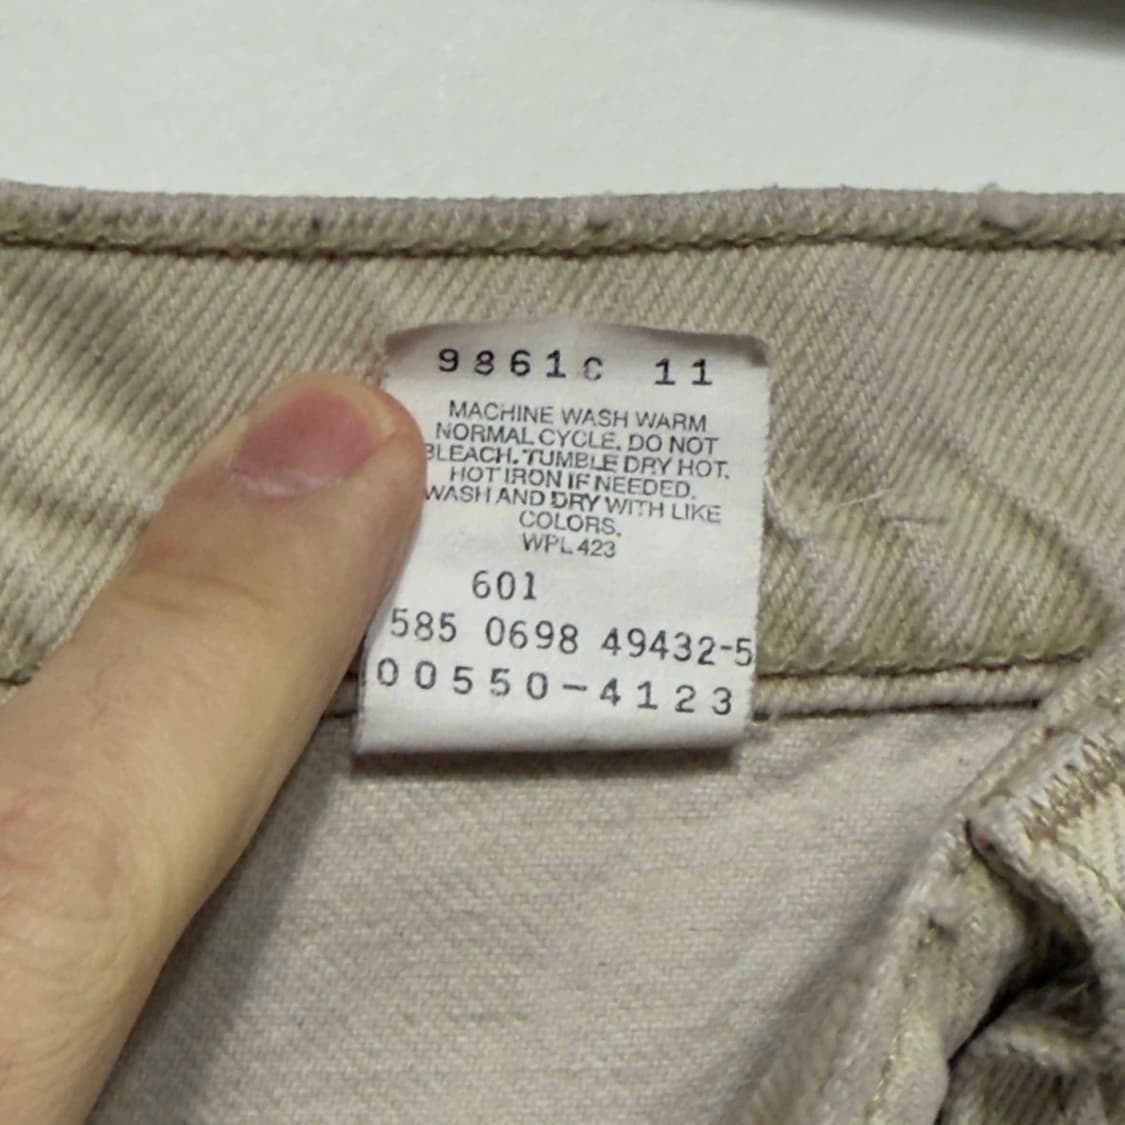 9861C 11
MACHINE WASH WARM
NORMAL CYCLE. DO NOT
BLEACH. TUMBLE DRY HOT.
HOT IRON IF NEEDED.
WASH AND DRY WITH LIKE
COLORS.
WPL 423
601
585 0698 49432-5
00550-4123